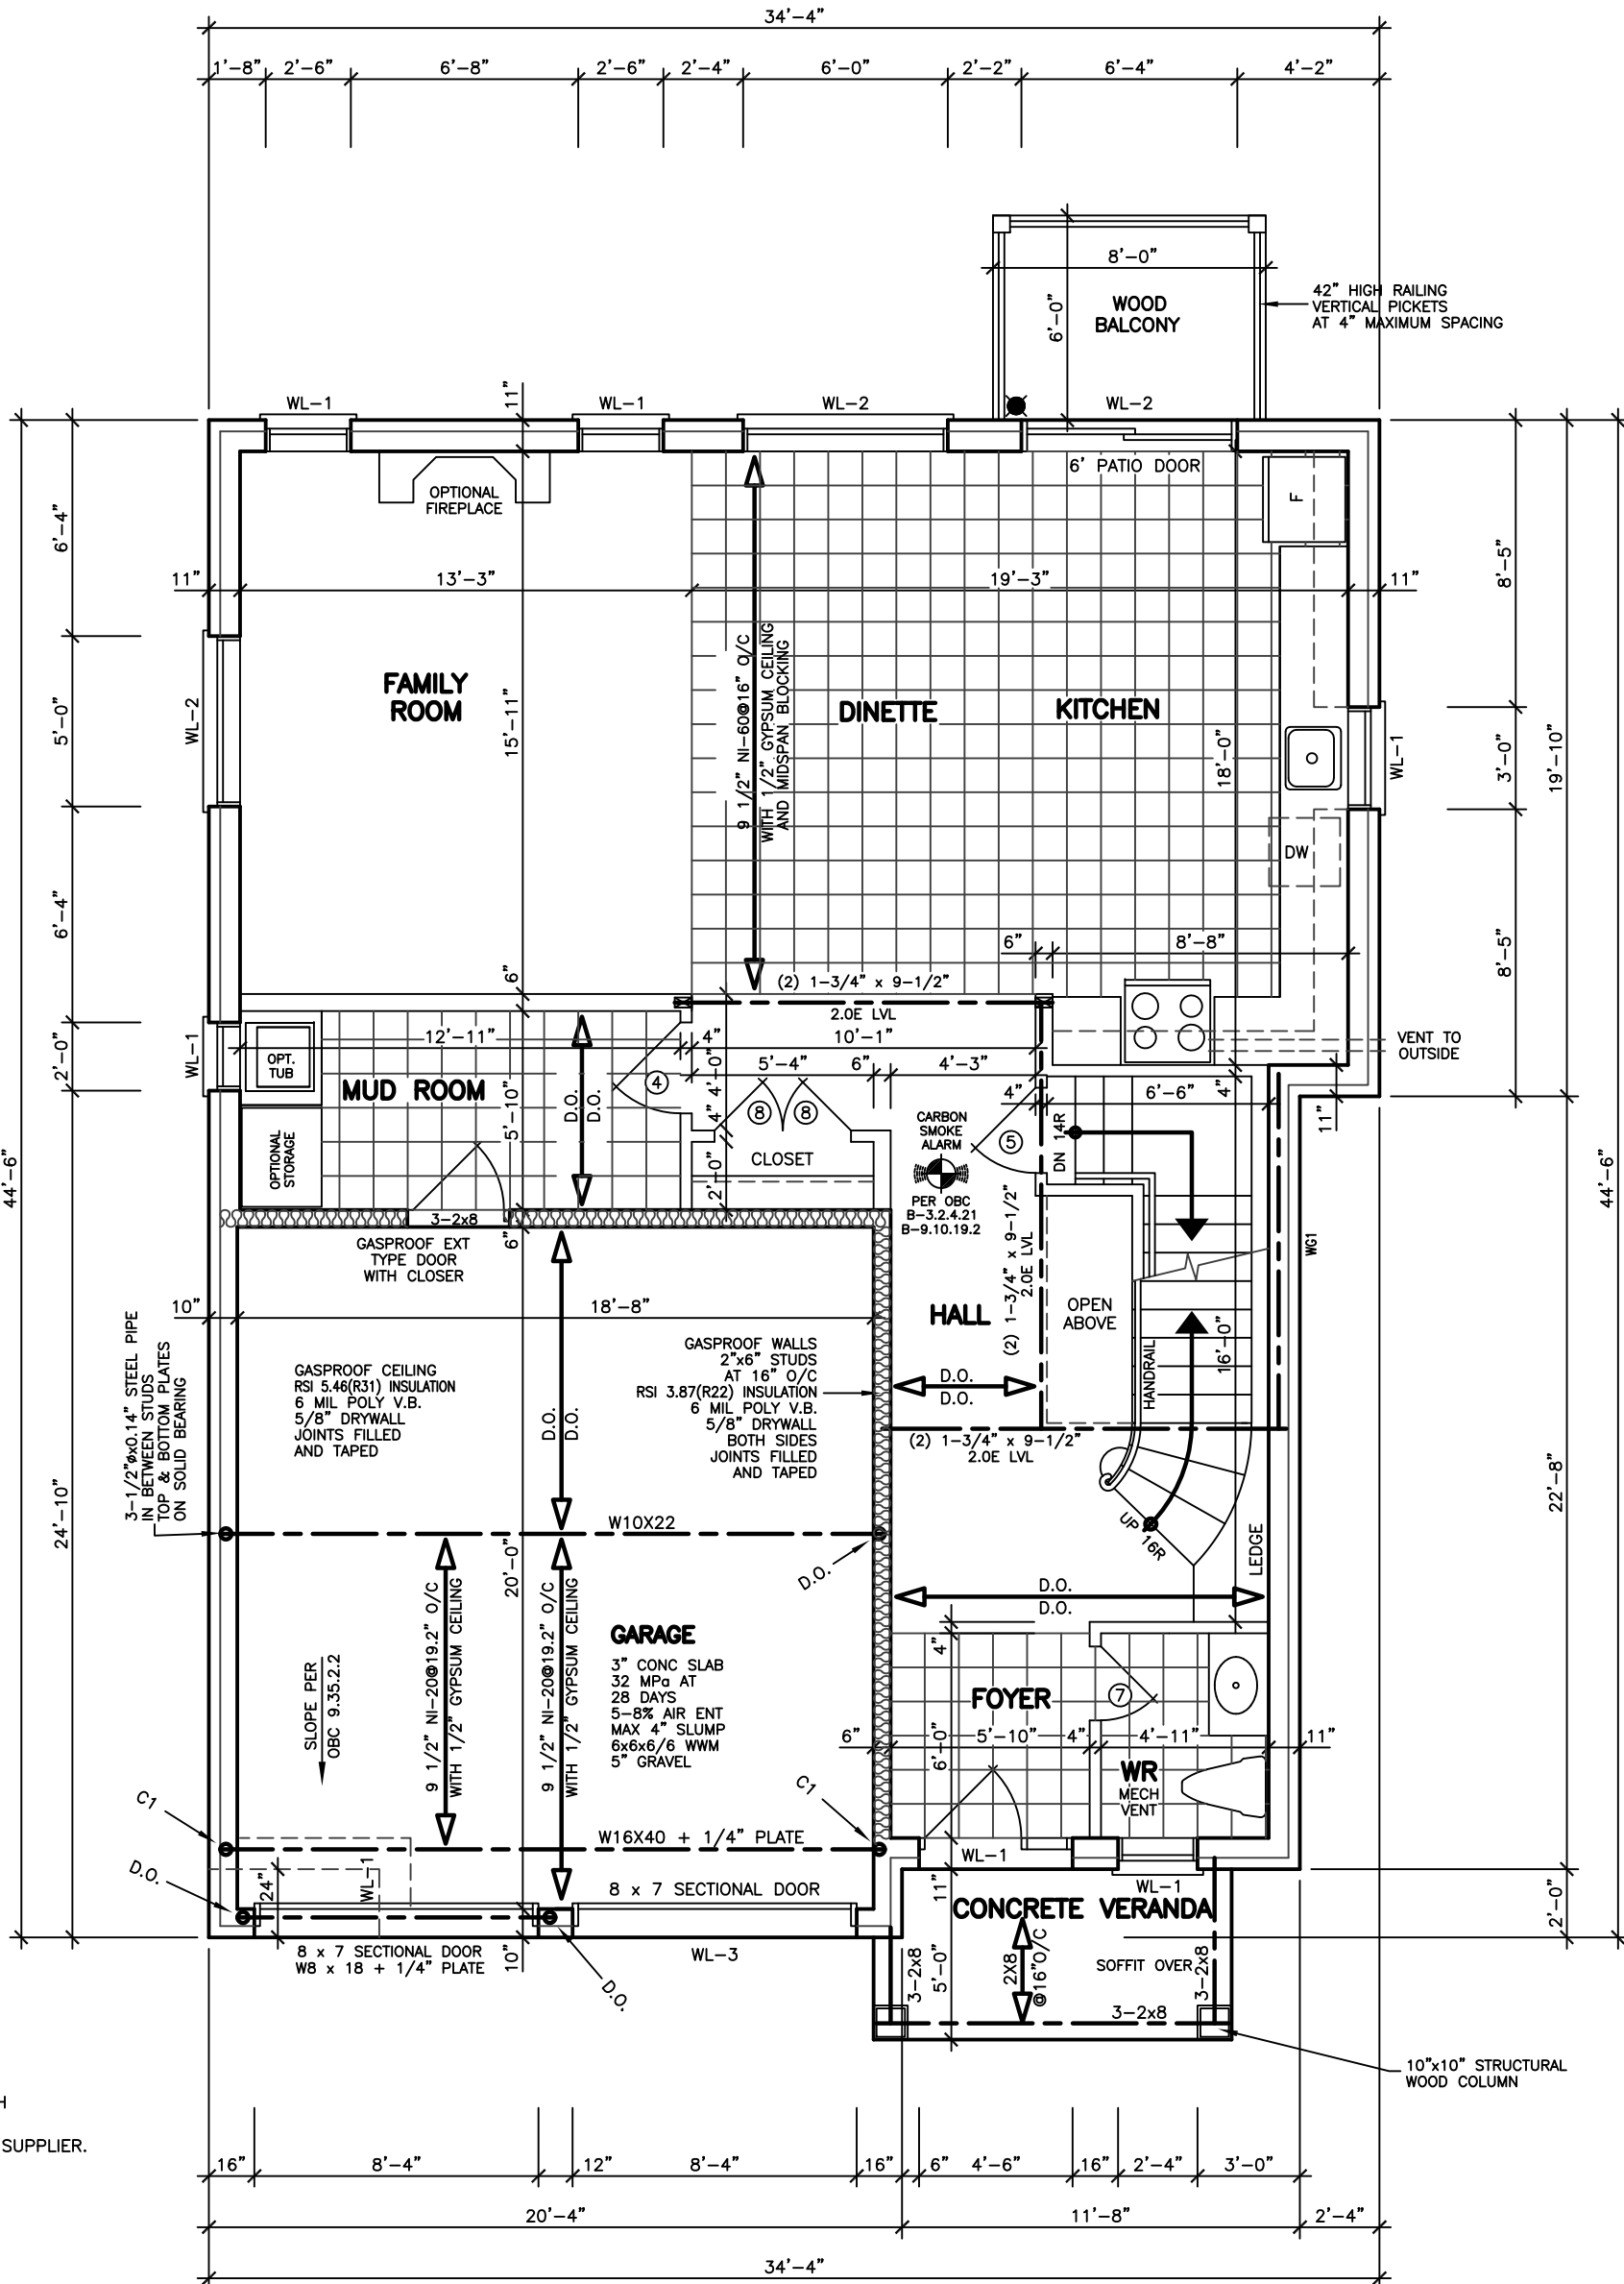 34'-4"
1'-8" 2'-6" 6'-8" 2'-6" 2'-4" 6'-0" 2'-2" 6'-4" 4'-2"
8'-0"
6'-0"
WOOD
BALCONY
42" HIGH RAILING
VERTICAL PICKETS
AT 4" MAXIMUM SPACING
WL-1
11"
WL-1
WL-2
WL-2
6' PATIO DOOR
F
OPTIONAL
FIREPLACE
6'-4"
8'-5"
11"
13'-3"
19'-3"
11"
FAMILY
ROOM
15'-11"
9 1/2" NI-60@16" O/C
WITH 1/2" GYPSUM CEILING
AND MIDSPAN BLOCKING
DINETTE
KITCHEN
18'-0"
WL-2
5'-0"
WL-1
3'-0"
19'-10"
DW
6'-4"
8'-5"
6"
8'-8"
6"
(2) 1-3/4" x 9-1/2"
2.0E LVL
2'-0"
WL-1
OPT.
TUB
12'-11"
4"
10'-1"
VENT TO
OUTSIDE
MUD ROOM
5'-10"
D.O.
D.O.
4
4'-0"
4"
5'-4"
6"
4'-3"
4"
6'-6"
4"
11"
8
8
CLOSET
2'-0"
CARBON
SMOKE
ALARM
PER OBC
B-3.2.4.21
B-9.10.19.2
5
DN 14R
OPTIONAL
STORAGE
44'-6"
44'-6"
3-2x8
6"
GASPROOF EXT
TYPE DOOR
WITH CLOSER
WG1
10"
18'-8"
HALL
(2) 1-3/4" x 9-1/2"
2.0E LVL
OPEN
ABOVE
HANDRAIL
16'-0"
3-1/2"øx0.14" STEEL PIPE
IN BETWEEN STUDS
TOP & BOTTOM PLATES
ON SOLID BEARING
GASPROOF CEILING
RSI 5.46(R31) INSULATION
6 MIL POLY V.B.
5/8" DRYWALL
JOINTS FILLED
AND TAPED
D.O.
D.O.
GASPROOF WALLS
2"x6" STUDS
AT 16" O/C
RSI 3.87(R22) INSULATION
6 MIL POLY V.B.
5/8" DRYWALL
BOTH SIDES
JOINTS FILLED
AND TAPED
D.O.
D.O.
(2) 1-3/4" x 9-1/2"
2.0E LVL
24'-10"
22'-8"
W10X22
D.O.
UP 16R
LEDGE
20'-0"
9 1/2" NI-20@19.2" O/C
WITH 1/2" GYPSUM CEILING
9 1/2" NI-20@19.2" O/C
WITH 1/2" GYPSUM CEILING
D.O.
D.O.
GARAGE
3" CONC SLAB
32 MPa AT
28 DAYS
5-8% AIR ENT
MAX 4" SLUMP
6x6x6/6 WWM
5" GRAVEL
SLOPE PER
OBC 9.35.2.2
4"
FOYER
7
6"
5'-10"
4"
4'-11"
11"
6'-0"
WR
MECH
VENT
C1
C1
W16X40 + 1/4" PLATE
WL-1
D.O.
24"
WL-1
8 x 7 SECTIONAL DOOR
11"
WL-1
CONCRETE VERANDA
2'-0"
8 x 7 SECTIONAL DOOR
W8 x 18 + 1/4" PLATE
10"
WL-3
D.O.
3-2x8
5'-0"
2X8
@16"O/C
SOFFIT OVER
3-2x8
3-2x8
10"x10" STRUCTURAL
WOOD COLUMN
SUPPLIER.
16" 8'-4" 12" 8'-4" 16" 6" 4'-6" 16" 2'-4" 3'-0"
20'-4" 11'-8" 2'-4"
34'-4"